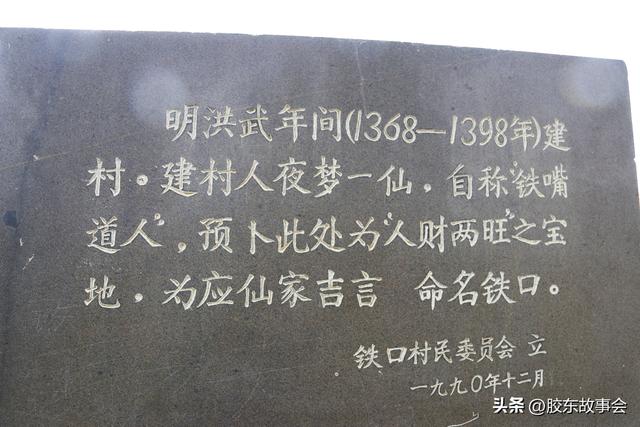 明洪武年间(1368—1398年)建
村。建村人夜梦一仙，自称“铁嘴
道人”，预卜此处为“人财两旺”之宝
地，为应仙家吉言 命名铁口。
铁口村民委员会 立
一九九0年十二月
头条 @胶东故事会